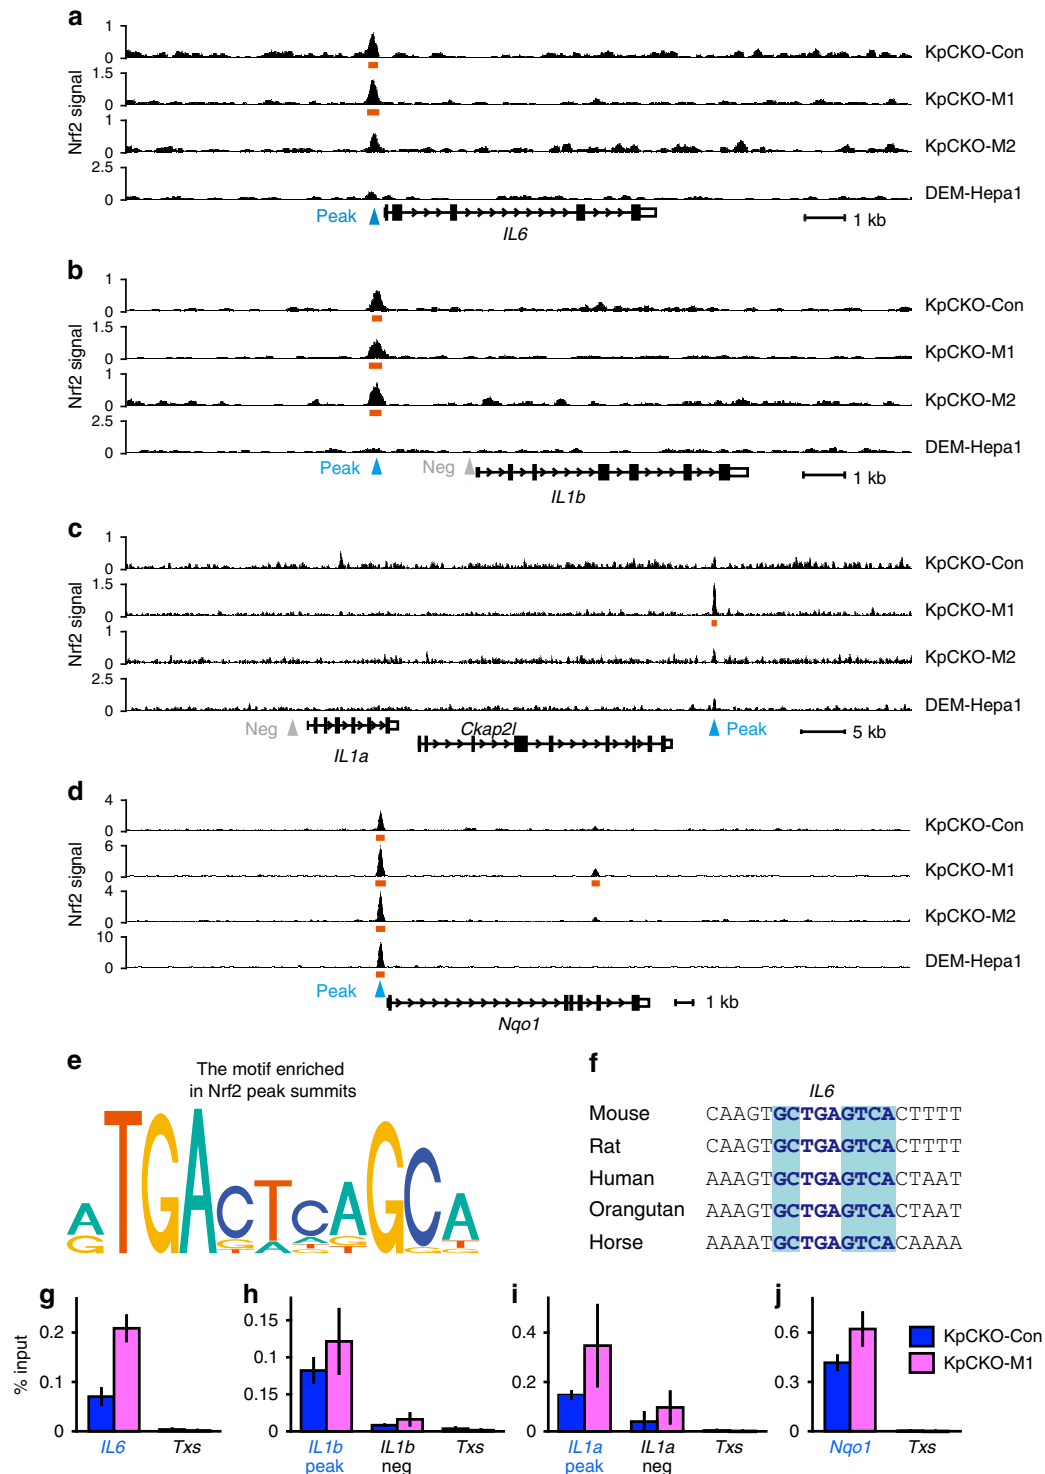 a
Nrf2 signal
1
0
KpCKO-Con
1.5
0
KpCKO-M1
1
0
KpCKO-M2
2.5
0
DEM-Hepa1
Peak
IL6
1 kb
b
Nrf2 signal
1
0
KpCKO-Con
1.5
0
KpCKO-M1
1
0
KpCKO-M2
2.5
0
DEM-Hepa1
Peak
Neg
IL1b
1 kb
c
Nrf2 signal
1
0
KpCKO-Con
1.5
0
KpCKO-M1
1
0
KpCKO-M2
2.5
0
DEM-Hepa1
Neg
IL1a
Ckap2l
Peak
5 kb
d
Nrf2 signal
4
0
KpCKO-Con
6
0
KpCKO-M1
4
0
KpCKO-M2
10
0
DEM-Hepa1
Peak
Nqo1
1 kb
e
The motif enriched
in Nrf2 peak summits
ATGACTCAGCA
f
IL6
Mouse CAAGTGCTGAGTCACTTTT
Rat CAAGTGCTGAGTCACTTTT
Human AAAGTGCTGAGTCACTAAT
Orangutan AAAGTGCTGAGTCACTAAT
Horse AAAATGCTGAGTCACAAAA
g
% input
0.2
0.1
0
IL6
Txs
h
0.15
0.1
0.15
0
IL1b peak
IL1b neg
Txs
i
0.4
0.2
0
IL1a peak
IL1a neg
Txs
j
0.6
0.3
0
Nqo1
Txs
KpCKO-Con
KpCKO-M1